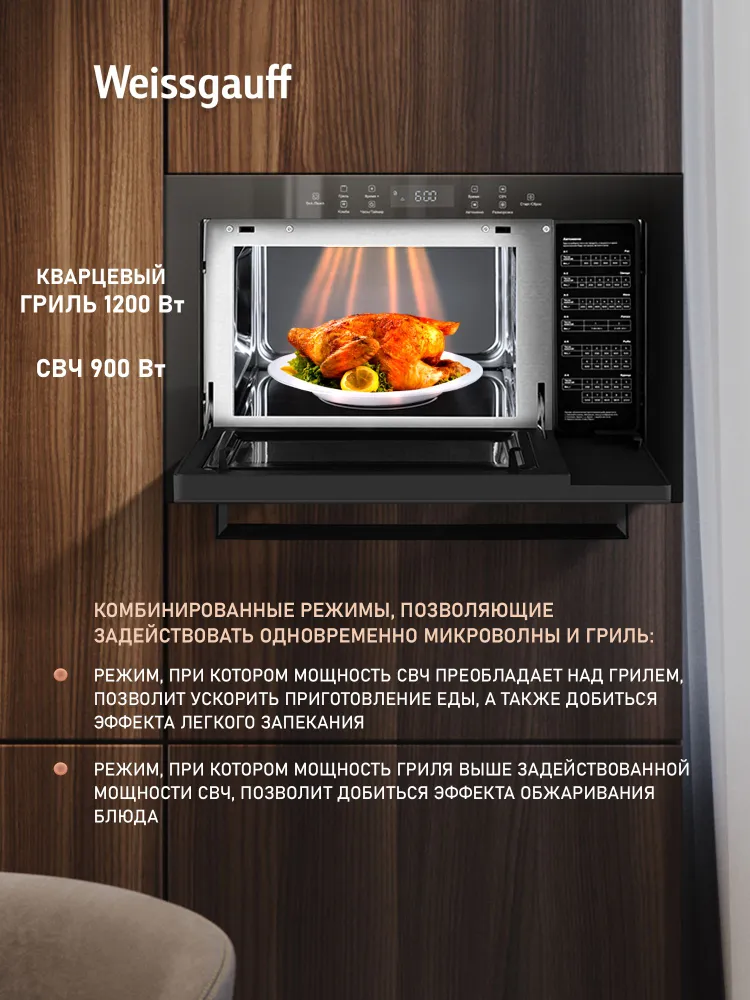 Weissgauff
КВАРЦЕВЫЙ
ГРИЛЬ 1200 Вт
СВЧ 900 Вт
6:00
КОМБИНИРОВАННЫЕ РЕЖИМЫ, ПОЗВОЛЯЮЩИЕ
ЗАДЕЙСТВОВАТЬ ОДНОВРЕМЕННО МИКРОВОЛНЫ И ГРИЛЬ:
РЕЖИМ, ПРИ КОТОРОМ МОЩНОСТЬ СВЧ ПРЕОБЛАДАЕТ НАД ГРИЛЕМ,
ПОЗВОЛИТ УСКОРИТЬ ПРИГОТОВЛЕНИЕ ЕДЫ, А ТАКЖЕ ДОБИТЬСЯ
ЭФФЕКТА ЛЕГКОГО ЗАПЕКАНИЯ
РЕЖИМ, ПРИ КОТОРОМ МОЩНОСТЬ ГРИЛЯ ВЫШЕ ЗАДЕЙСТВОВАННОЙ
МОЩНОСТИ СВЧ, ПОЗВОЛИТ ДОБИТЬСЯ ЭФФЕКТА ОБЖАРИВАНИЯ
БЛЮДА